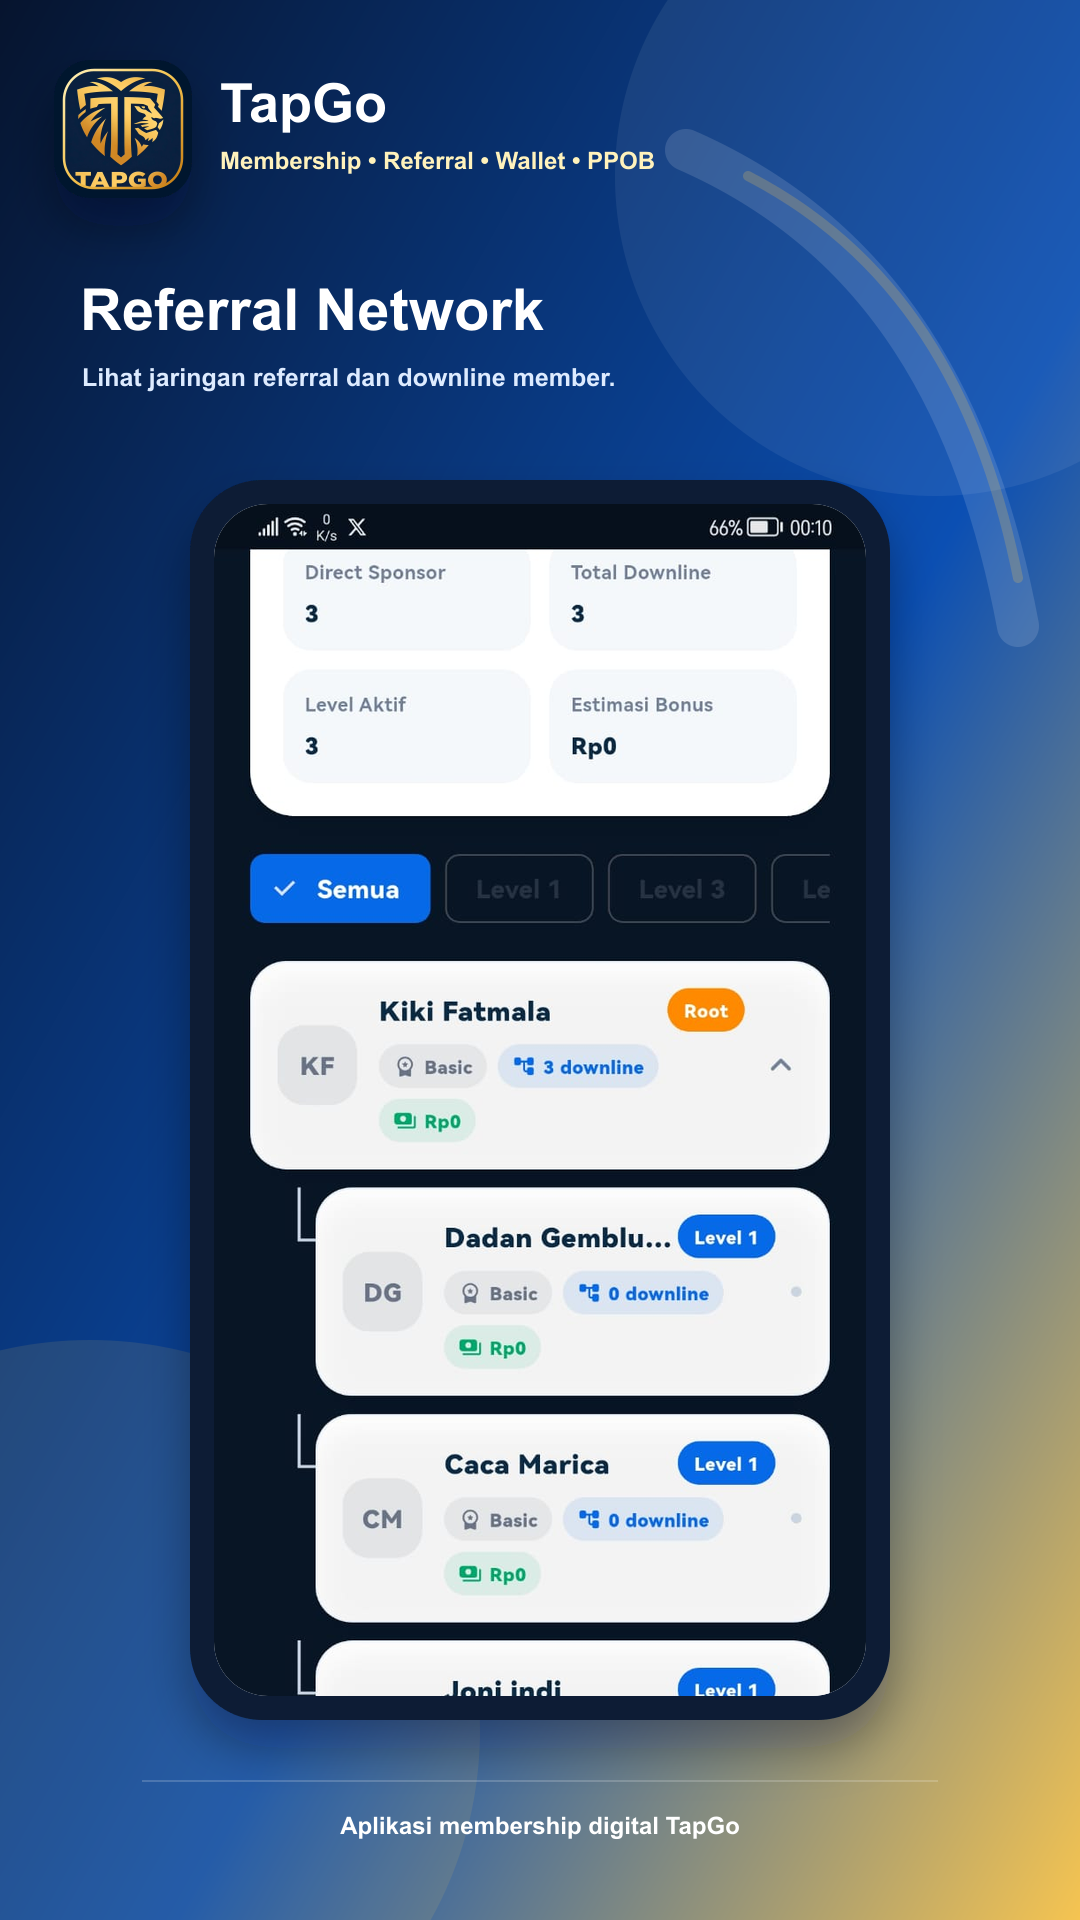 TAPGO
TapGo
Membership • Referral • Wallet • PPOB
Referral Network
Lihat jaringan referral dan downline member.
0
K/s
66% 00:10
Direct Sponsor
3
Total Downline
3
Level Aktif
3
Estimasi Bonus
Rp0
Semua
Level 1
Level 3
Le
Kiki Fatmala
Root
KF
Basic
3 downline
Rp0
Dadan Gemblu...
Level 1
DG
Basic
0 downline
Rp0
Caca Marica
Level 1
CM
Basic
0 downline
Rp0
Joni indi
Level 1
Aplikasi membership digital TapGo